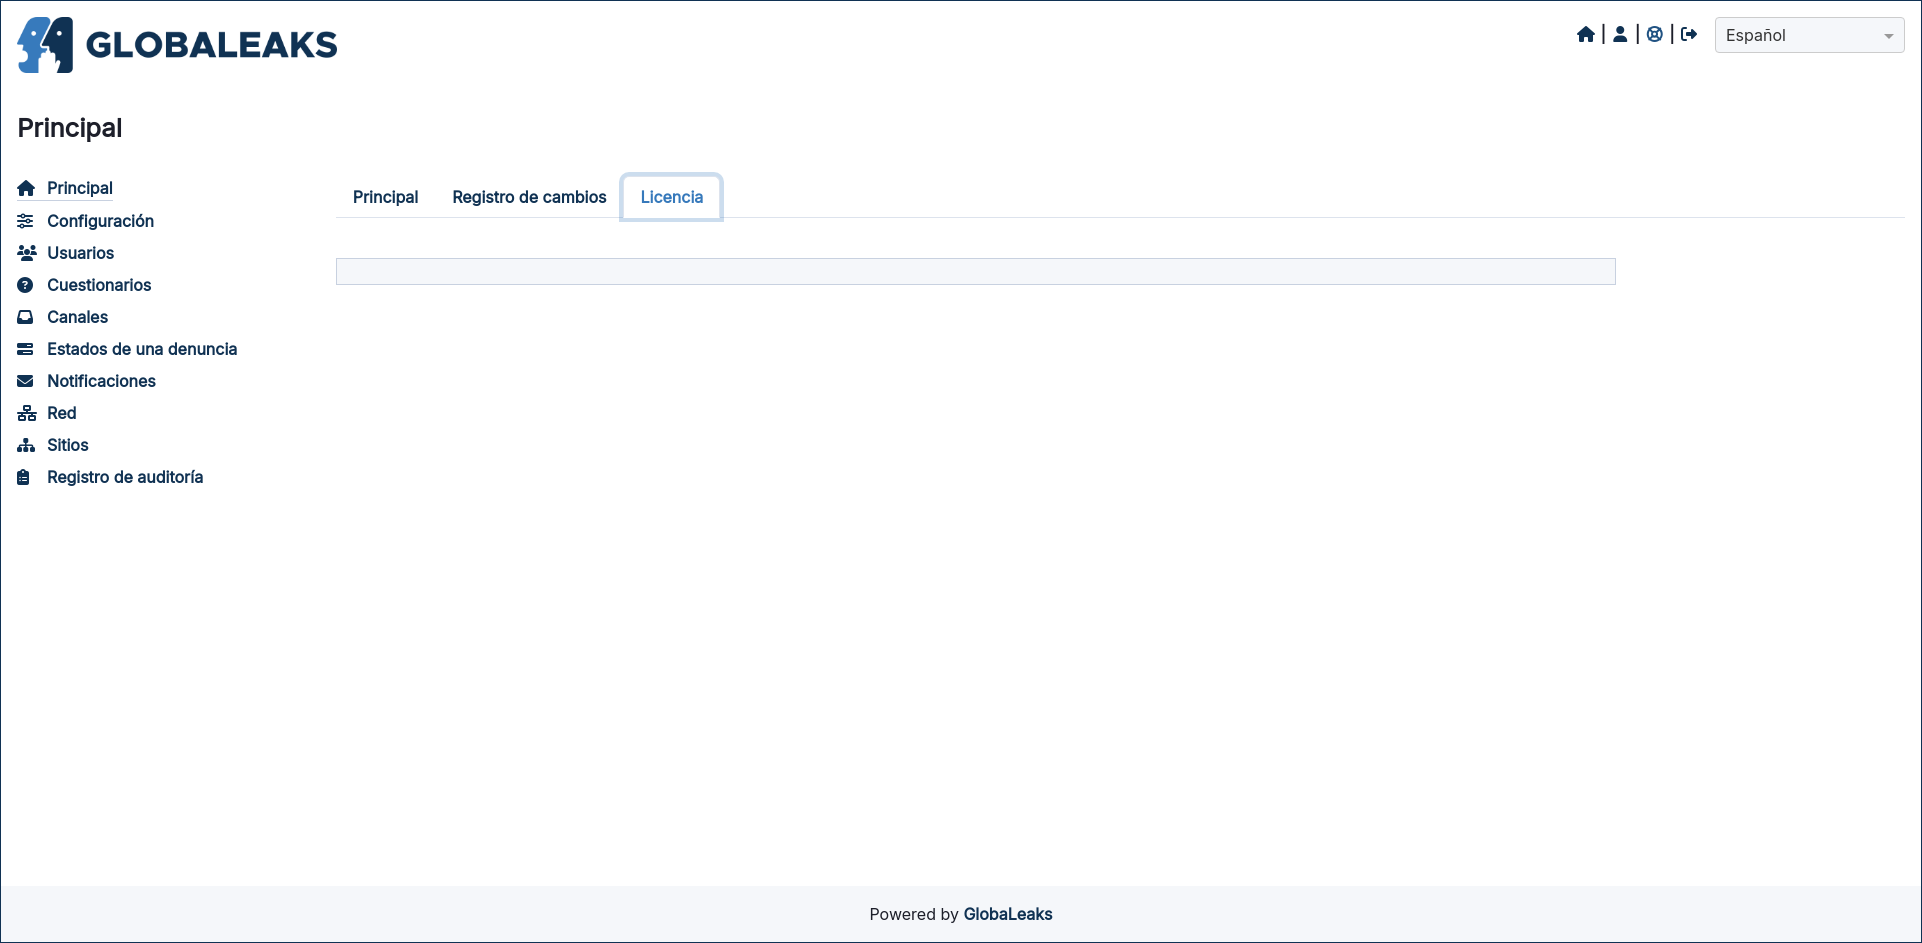 GLOBALEAKS
Español
Principal
Principal
Configuración
Usuarios
Cuestionarios
Canales
Estados de una denuncia
Notificaciones
Red
Sitios
Registro de auditoría
Principal Registro de cambios Licencia
Powered by GlobaLeaks